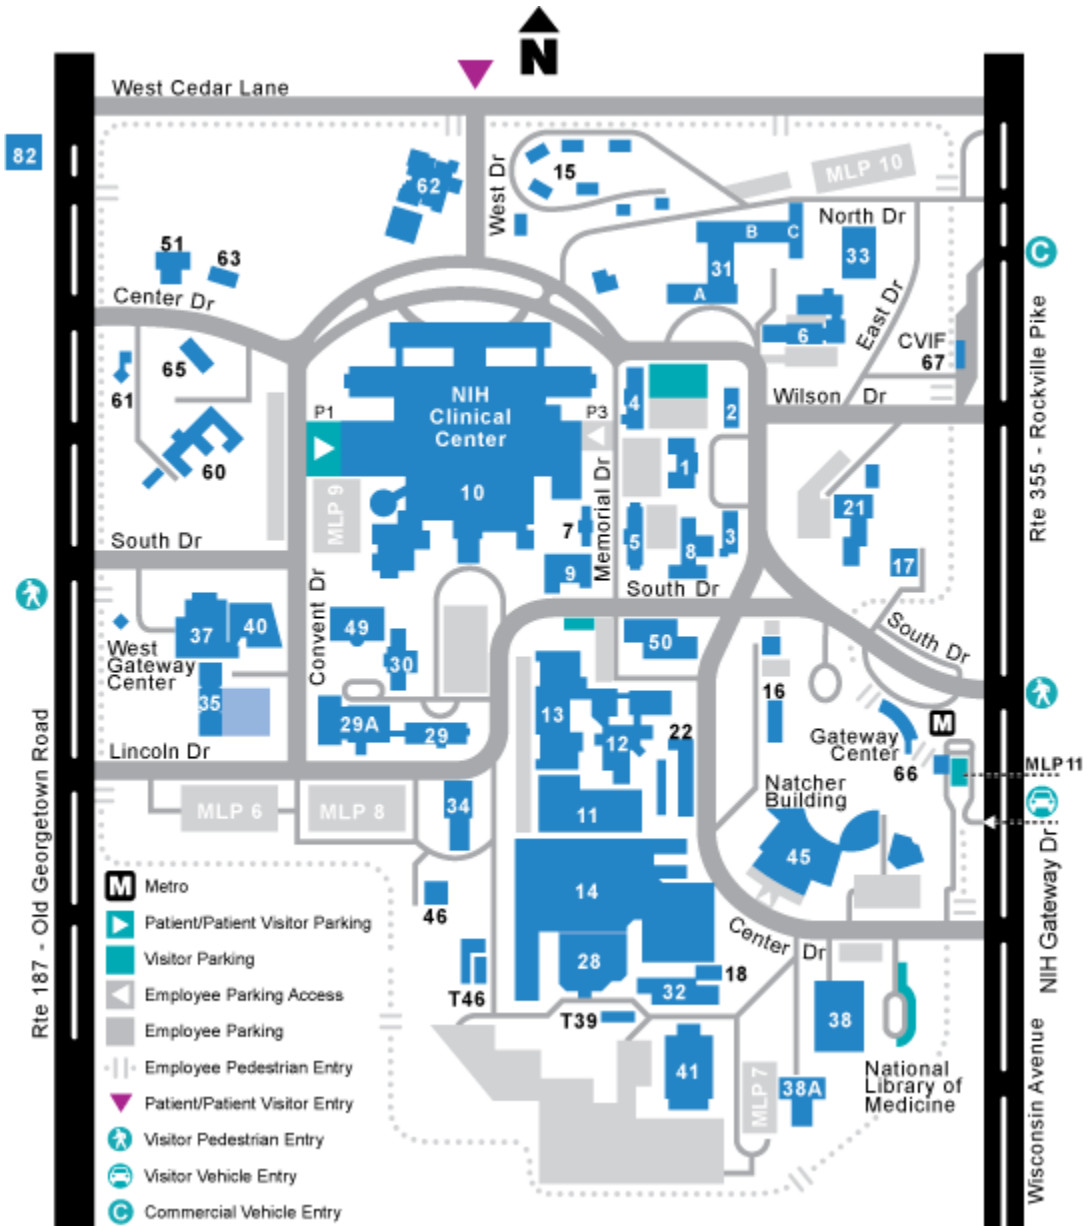 N
West Cedar Lane
82
62
West Dr
15
MLP 10
North Dr
B
C
31
A
33
C
51
63
Center Dr
6
East Dr
CVIF
67
65
61
NIH
Clinical
Center
P1
P3
4
2
Wilson Dr
Rte 355 - Rockville Pike
60
10
1
MLP 9
Memorial Dr
7
5
8
3
21
South Dr
9
17
South Dr
Convent Dr
37
40
49
50
South Dr
West
Gateway
Center
30
16
35
13
29A
29
12
22
Gateway
Center
66
M
Lincoln Dr
MLP 11
Natcher
Building
MLP 6
MLP 8
34
11
45
Rte 187 - Old Georgetown Road
NIH Gateway Dr
14
46
Center Dr
28
18
T46
32
T39
38
41
MLP 7
38A
National
Library of
Medicine
Wisconsin Avenue
M Metro
Patient/Patient Visitor Parking
Visitor Parking
Employee Parking Access
Employee Parking
Employee Pedestrian Entry
Patient/Patient Visitor Entry
Visitor Pedestrian Entry
Visitor Vehicle Entry
C Commercial Vehicle Entry